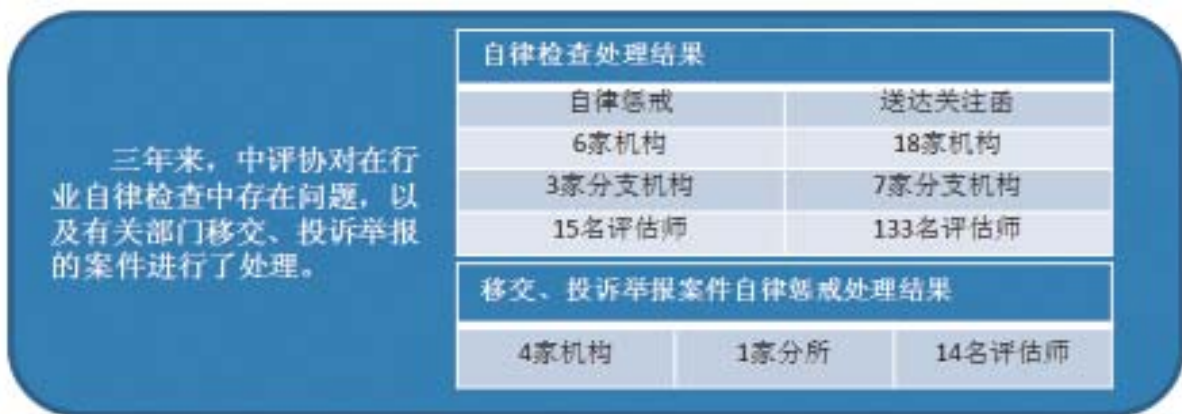 三年来，中评协对在行
业自律检查中存在问题，以
及有关部门移交、投诉举报
的案件进行了处理。
自律检查处理结果
自律惩戒 送达关注函
6家机构 18家机构
3家分支机构 7家分支机构
15名评估师 133名评估师
移交、投诉举报案件自律惩戒处理结果
4家机构 1家分所 14名评估师